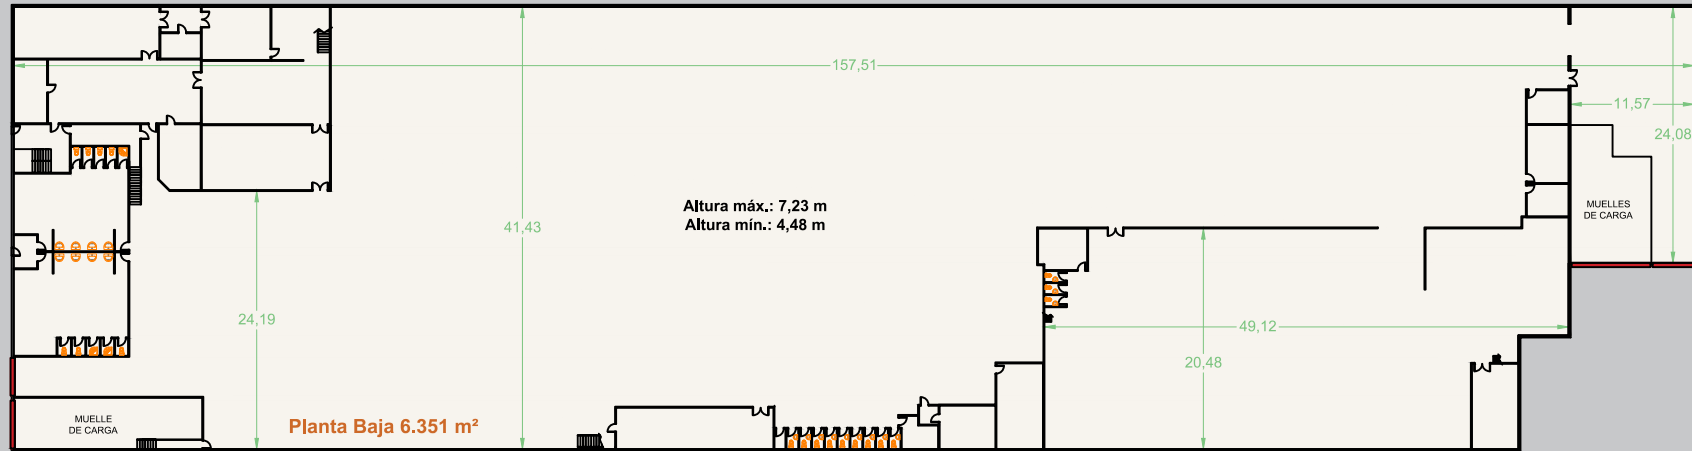 157,51
11,57
24,08
Altura máx.: 7,23 m
Altura mín.: 4,48 m
41,43
MUELLES
DE CARGA
24,19
49,12
20,48
MUELLE
DE CARGA
Planta Baja 6.351 m²